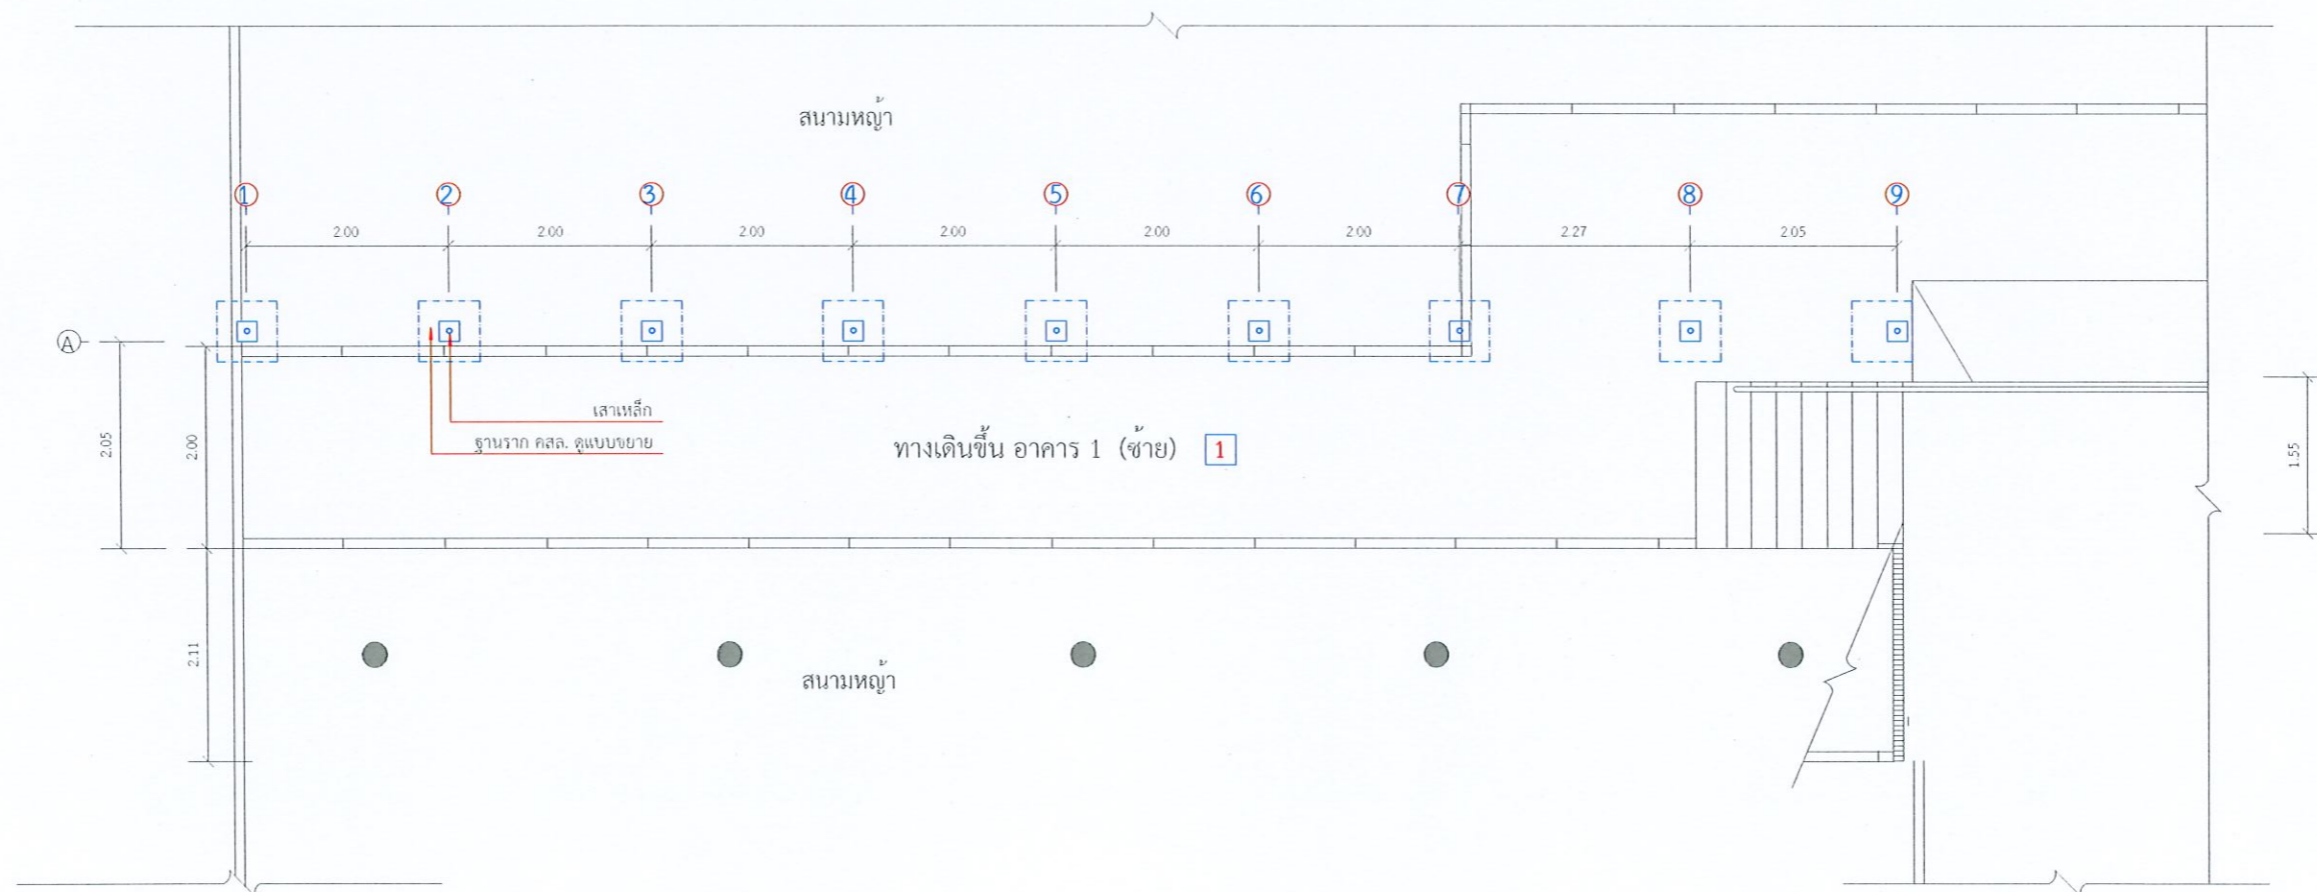 สนามหญ้า
1 2 3 4 5 6 7 8 9
2.00 2.00 2.00 2.00 2.00 2.00 2.27 2.05
A
เสาเหล็ก
ฐานราก คสล. ดูแบบขยาย
ทางเดินขึ้น อาคาร 1 (ซ้าย) 1
2.05 2.00 1.55
2.11
สนามหญ้า